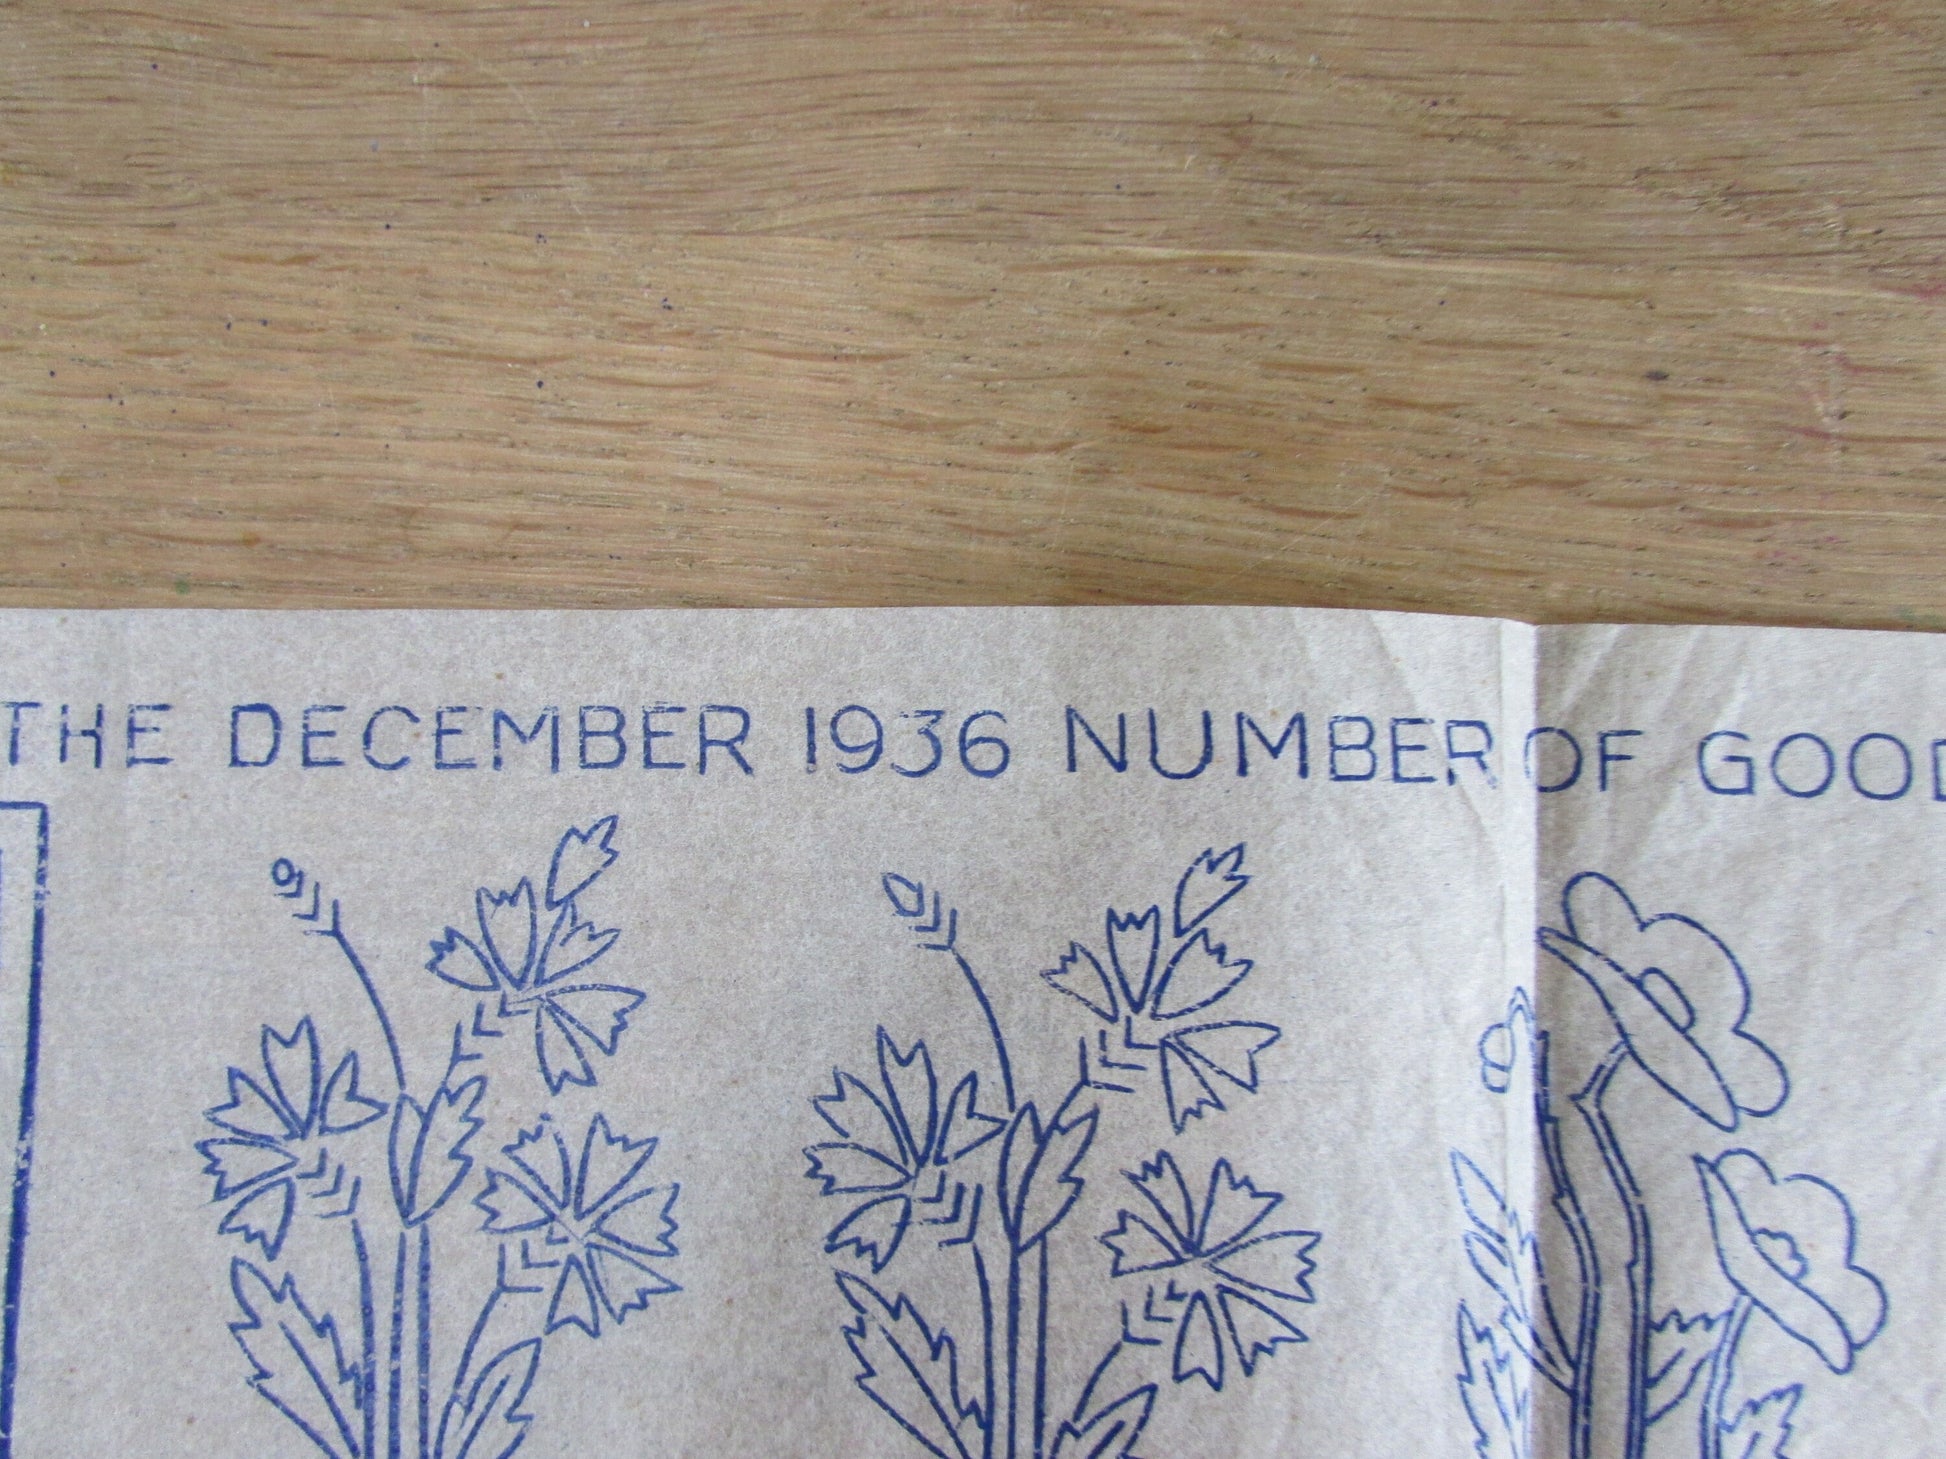 THE DECEMBER 1936 NUMBER OF GOOD